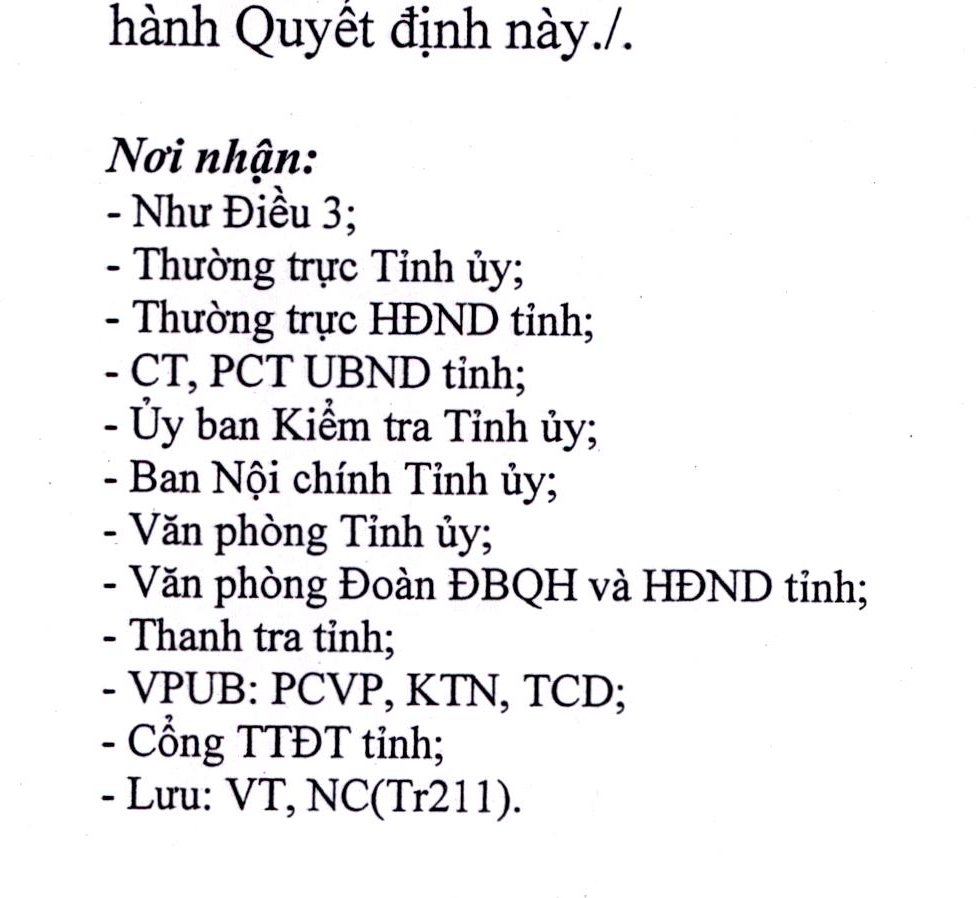 hành Quyết định này./.
Nơi nhận:
- Như Điều 3;
- Thường trực Tỉnh ủy;
- Thường trực HĐND tỉnh;
- CT, PCT UBND tỉnh;
- Ủy ban Kiểm tra Tỉnh ủy;
- Ban Nội chính Tỉnh ủy;
- Văn phòng Tỉnh ủy;
- Văn phòng Đoàn ĐBQH và HĐND tỉnh;
- Thanh tra tỉnh;
- VPUB: PCVP, KTN, TCD;
- Cổng TTĐT tỉnh;
- Lưu: VT, NC(Tr211).